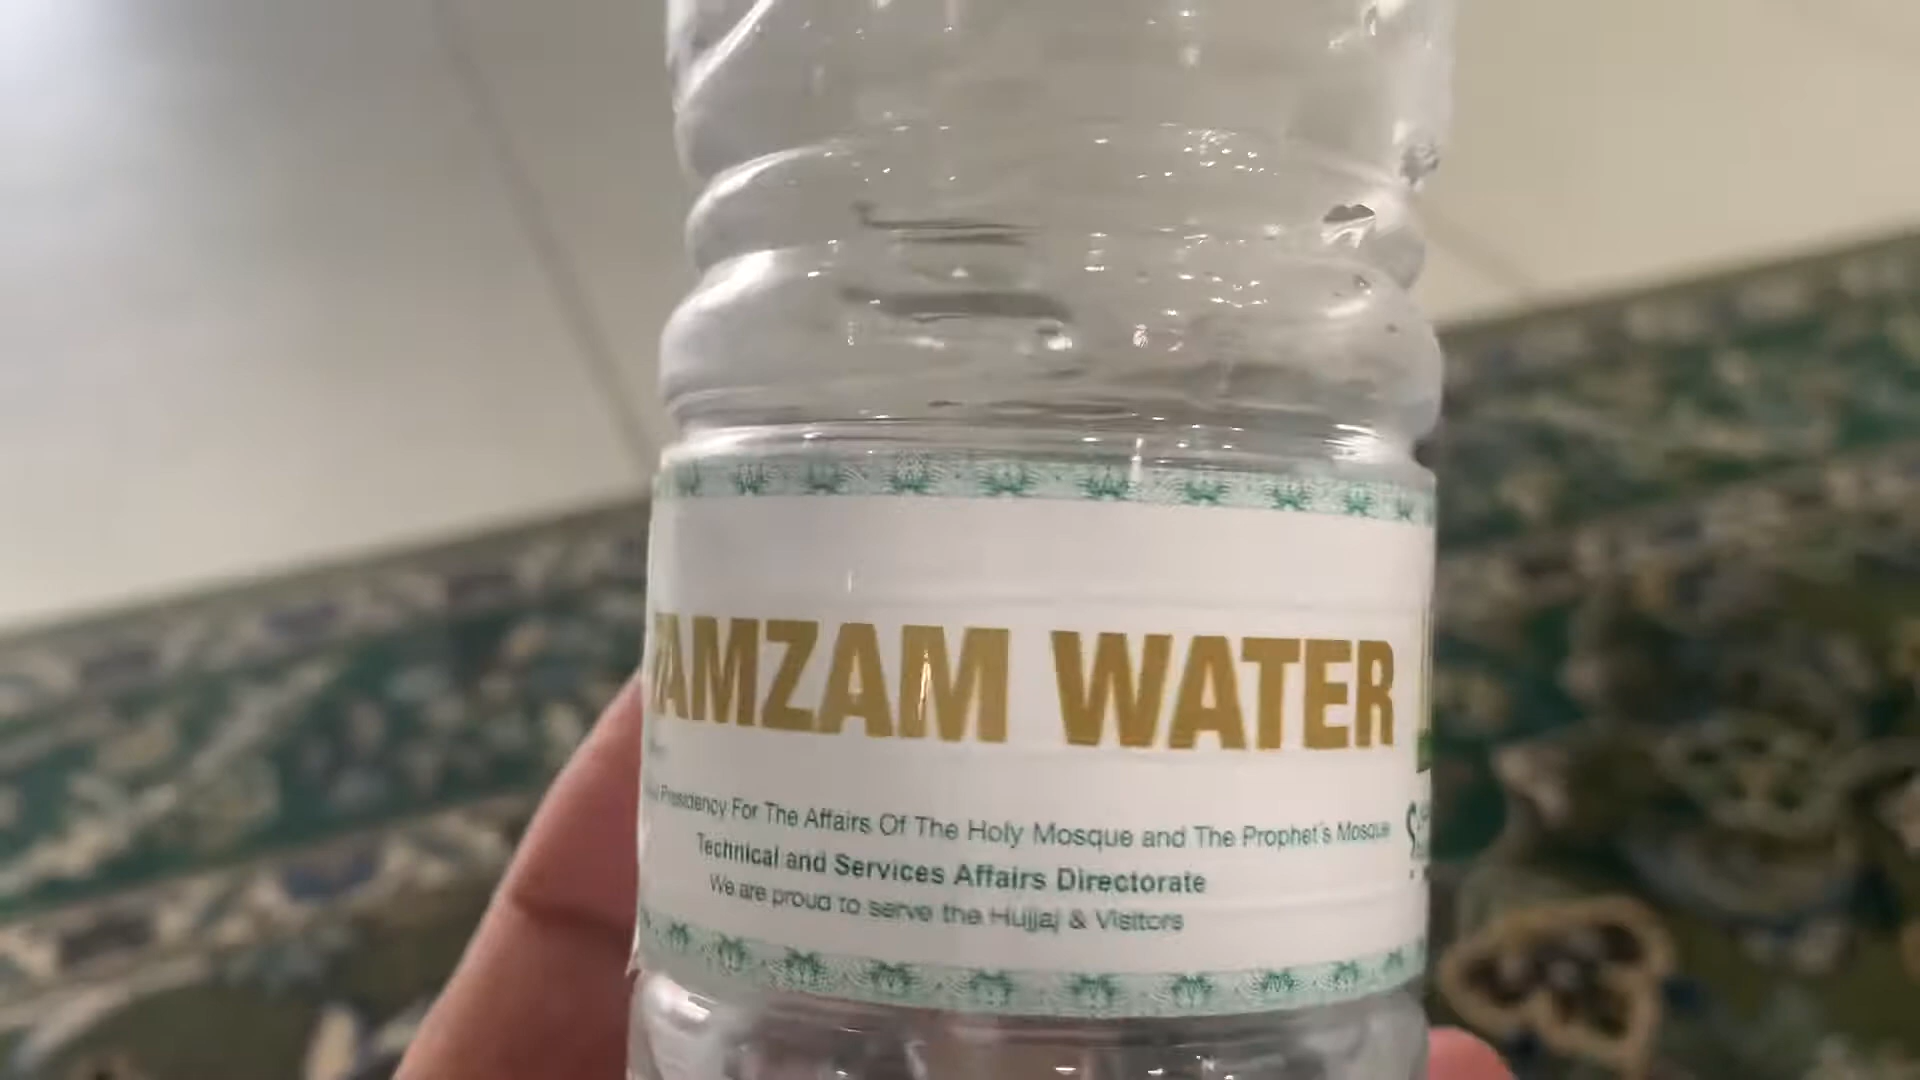 ZAMZAM WATER
Presidency For The Affairs Of The Holy Mosque and The Prophet's Mosque
Technical and Services Affairs Directorate
We are proud to serve the Hujjaj & Visitors